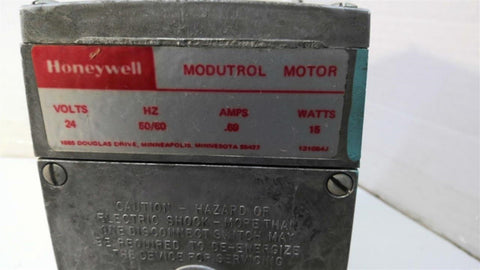 Honeywell MODUTROL MOTOR
VOLTS HZ AMPS WATTS
24 50/60 .69 15
1885 DOUGLAS DRIVE, MINNEAPOLIS, MINNESOTA 55422
CAUTION - HAZARD OF
ELECTRIC SHOCK - MORE THAN
ONE DISCONNECT SWITCH MAY
BE REQUIRED TO DE-ENERGIZE
THE DEVICE FOR SERVICING